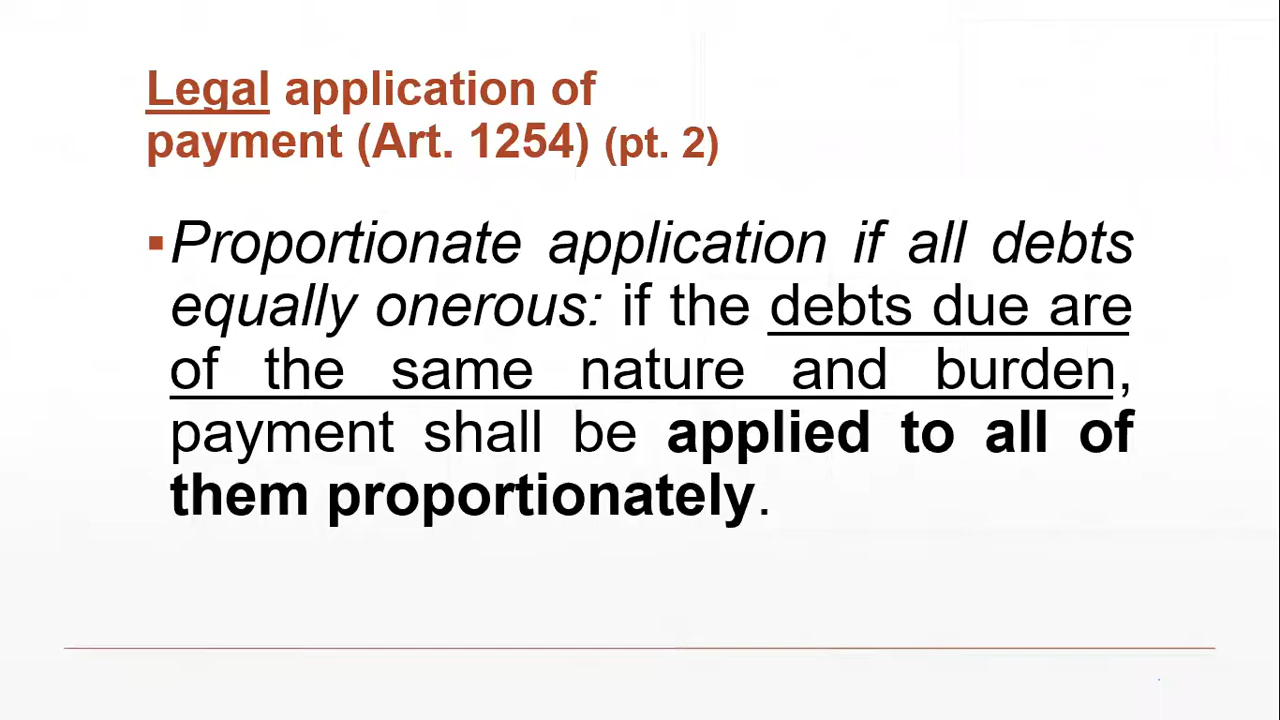 Legal application of
payment (Art. 1254) (pt. 2)
▪Proportionate application if all debts
equally onerous: if the debts due are
of the same nature and burden,
payment shall be applied to all of
them proportionately.